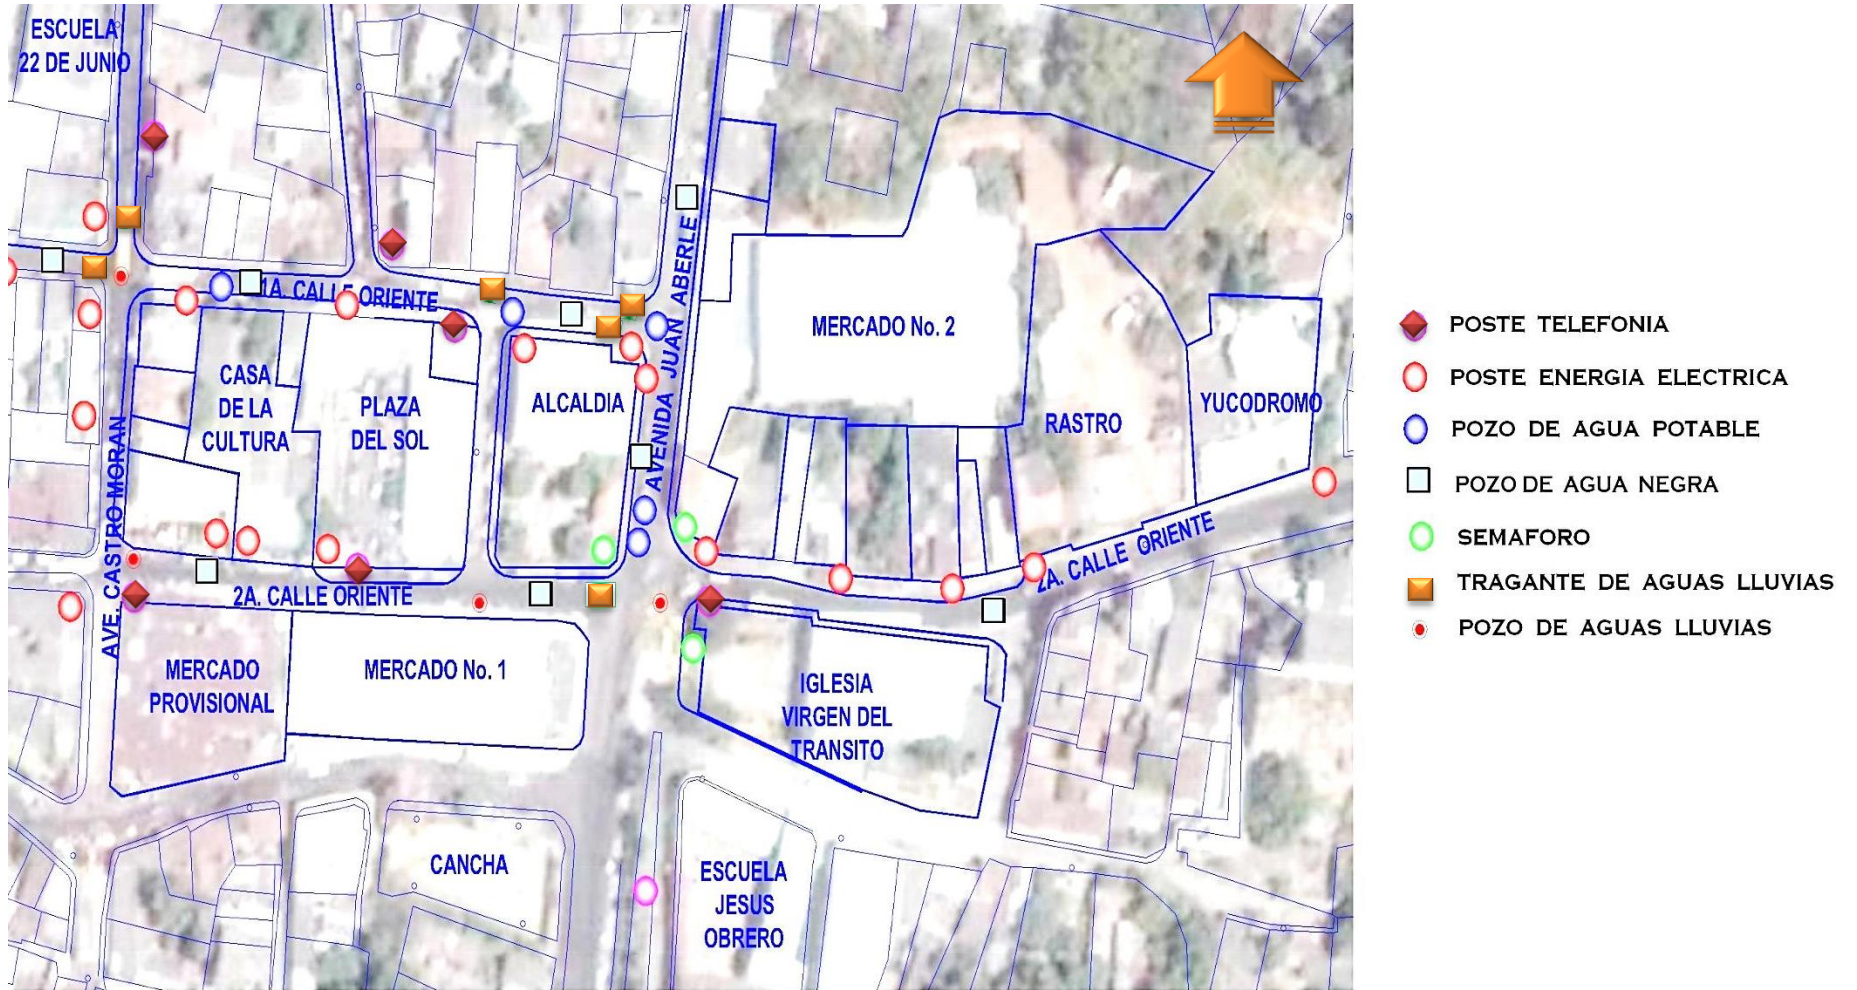 ESCUELA
22 DE JUNIO
1A. CALLE ORIENTE
AVENIDA JUAN ABERLE
MERCADO No. 2
CASA
DE LA
CULTURA
PLAZA
DEL SOL
ALCALDIA
RASTRO
YUCODROMO
AVE. CASTRO MORAN
2A. CALLE ORIENTE
2A. CALLE ORIENTE
MERCADO
PROVISIONAL
MERCADO No. 1
IGLESIA
VIRGEN DEL
TRANSITO
CANCHA
ESCUELA
JESUS
OBRERO
POSTE TELEFONIA
POSTE ENERGIA ELECTRICA
POZO DE AGUA POTABLE
POZO DE AGUA NEGRA
SEMAFORO
TRAGANTE DE AGUAS LLUVIAS
POZO DE AGUAS LLUVIAS